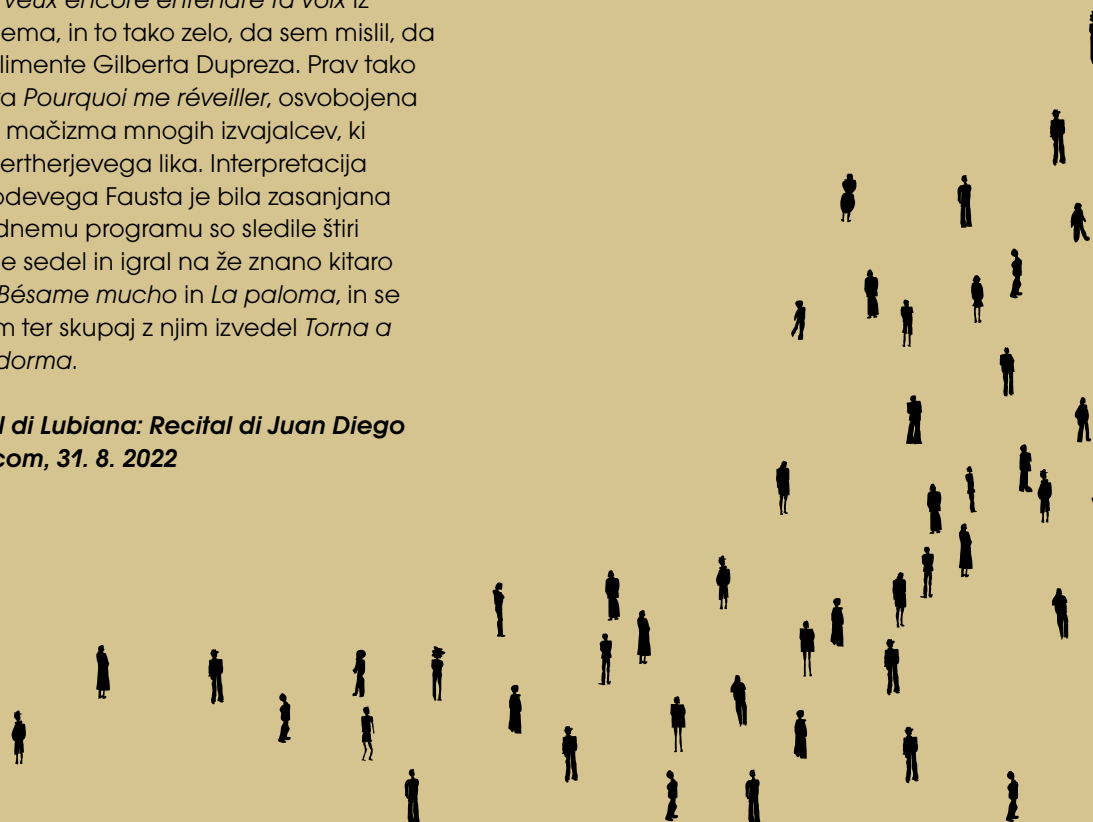 veux encore entendre ta voix iz
ema, in to tako zelo, da sem mislil, da
limente Gilberta Dupreza. Prav tako
a Pourquoi me réveiller, osvobojena
mačizma mnogih izvajalcev, ki
ertherjevega lika. Interpretacija
odevega Fausta je bila zasanjana
dnemu programu so sledile štiri
e sedel in igral na že znano kitaro
Bésame mucho in La paloma, in se
m ter skupaj z njim izvedel Torna a
dorma.
l di Lubiana: Recital di Juan Diego
com, 31. 8. 2022